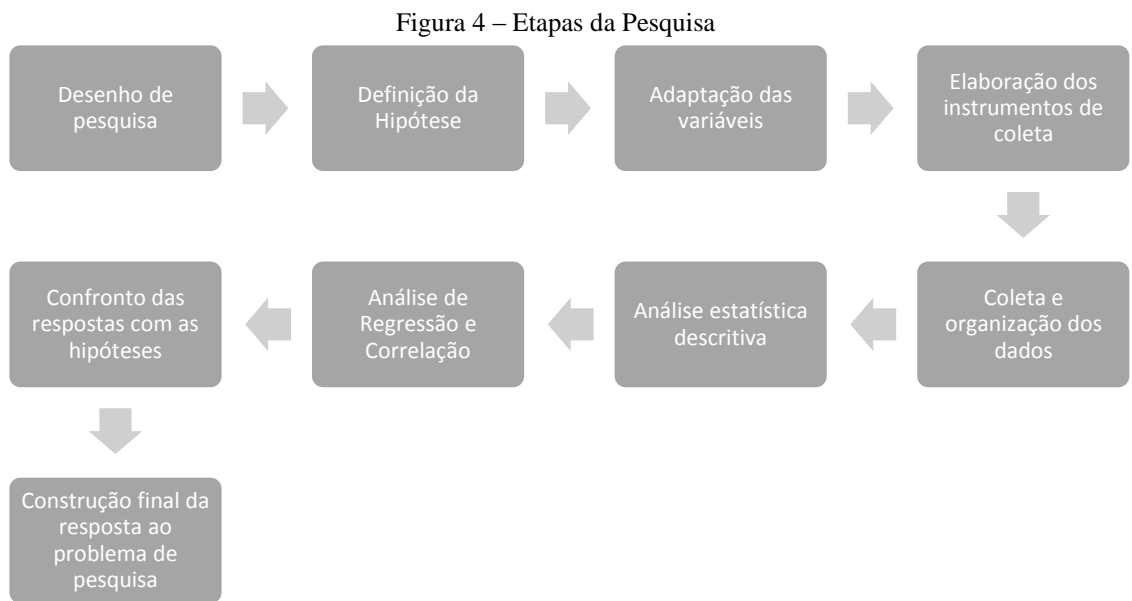 Figura 4 – Etapas da Pesquisa
Desenho de
pesquisa
Definição da
Hipótese
Adaptação das
variáveis
Elaboração dos
instrumentos de
coleta
Coleta e
organização dos
dados
Análise estatística
descritiva
Análise de
Regressão e
Correlação
Confronto das
respostas com as
hipóteses
Construção final da
resposta ao
problema de
pesquisa